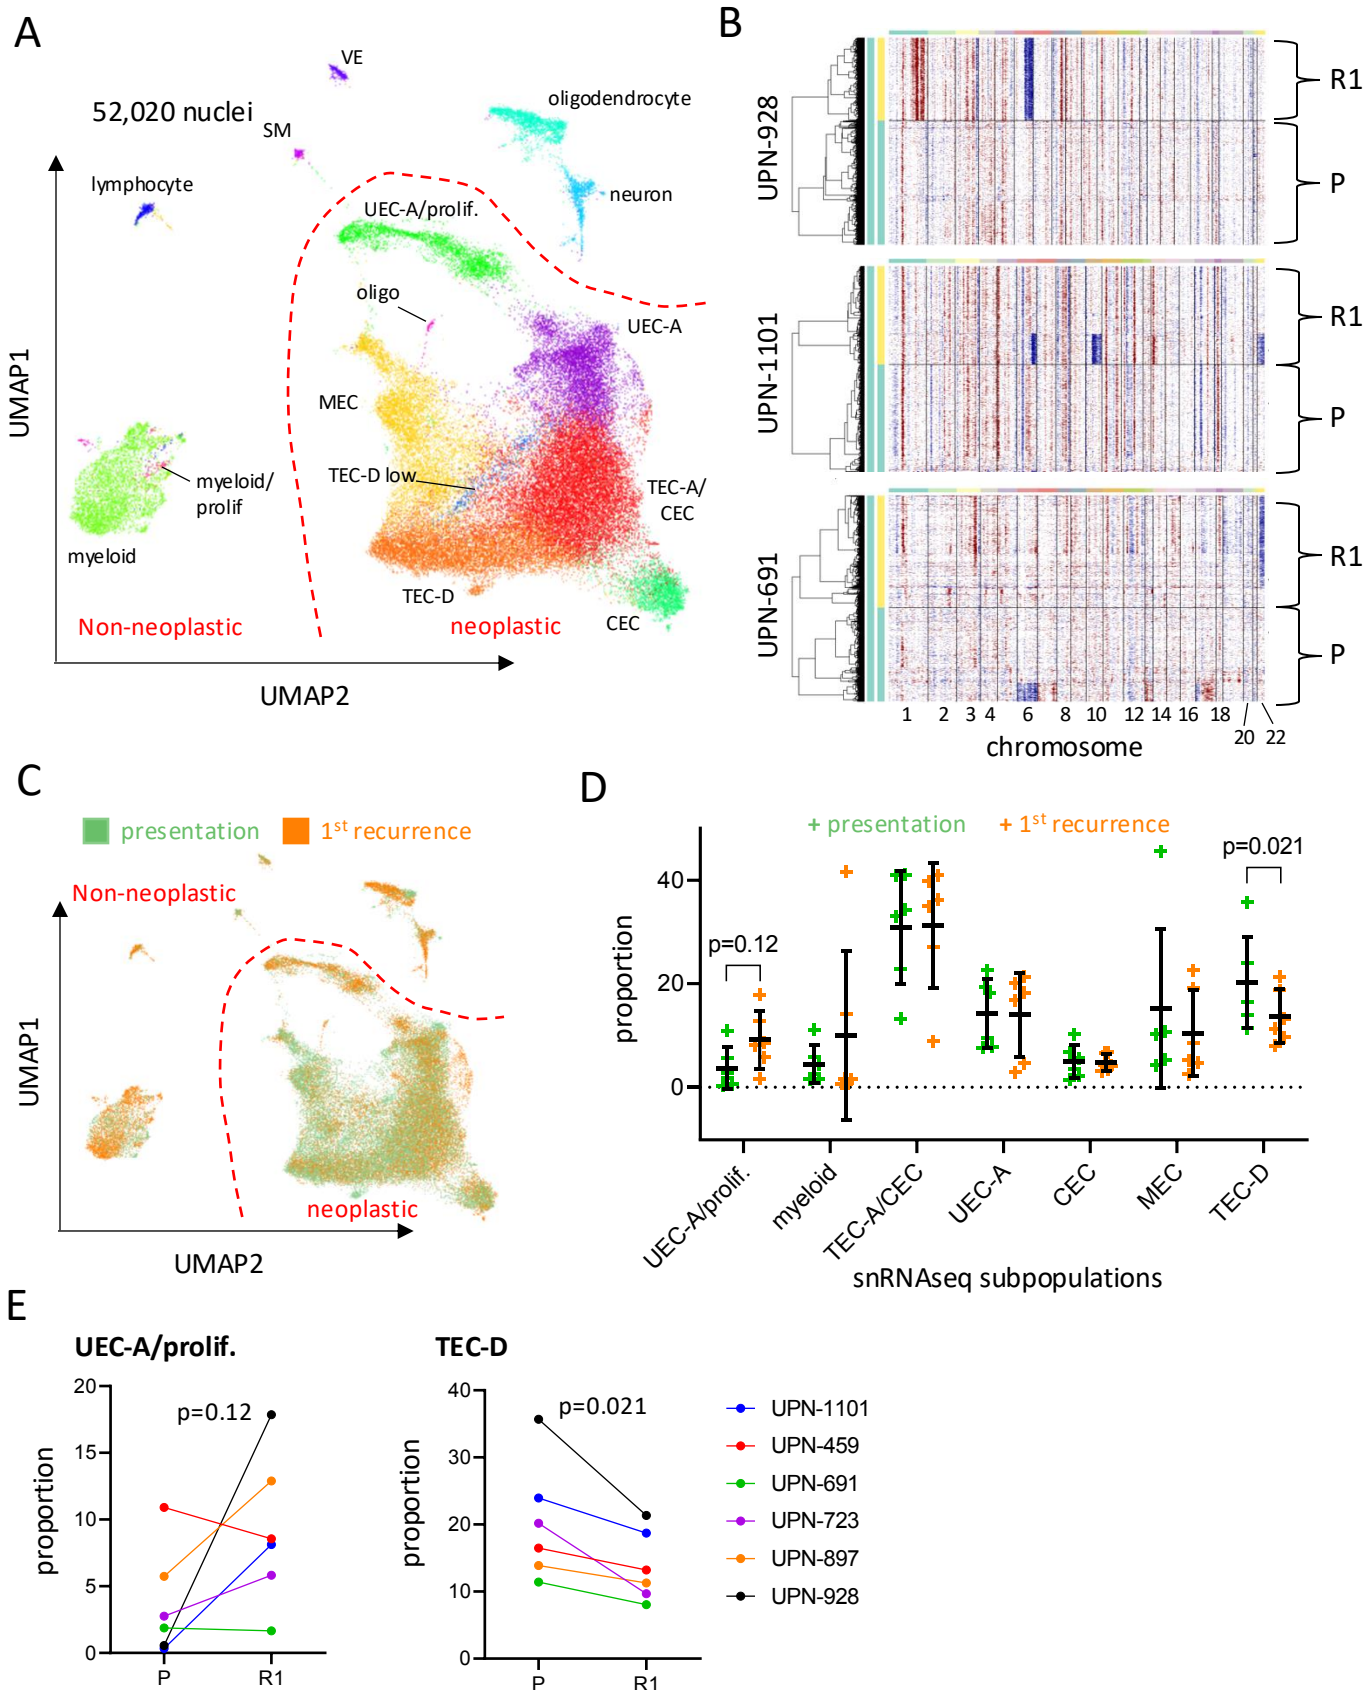 A
52,020 nuclei
VE
SM
lymphocyte
oligodendrocyte
neuron
UEC-A/prolif.
oligo
UEC-A
MEC
TEC-D low
TEC-A/
CEC
myeloid/
prolif
myeloid
TEC-D
CEC
Non-neoplastic
neoplastic
UMAP1
UMAP2
B
UPN-928
R1
P
UPN-1101
R1
P
UPN-691
R1
P
1 2 3 4 6 8 10 12 14 16 18 20 22
chromosome
C
presentation
1st recurrence
Non-neoplastic
neoplastic
UMAP1
UMAP2
D
+ presentation
+ 1st recurrence
p=0.12
p=0.021
proportion
40
20
0
UEC-A/prolif.
myeloid
TEC-A/CEC
UEC-A
CEC
MEC
TEC-D
snRNAseq subpopulations
E
UEC-A/prolif.
p=0.12
proportion
20
15
10
5
0
P R1
TEC-D
p=0.021
proportion
40
30
20
10
0
P R1
UPN-1101
UPN-459
UPN-691
UPN-723
UPN-897
UPN-928